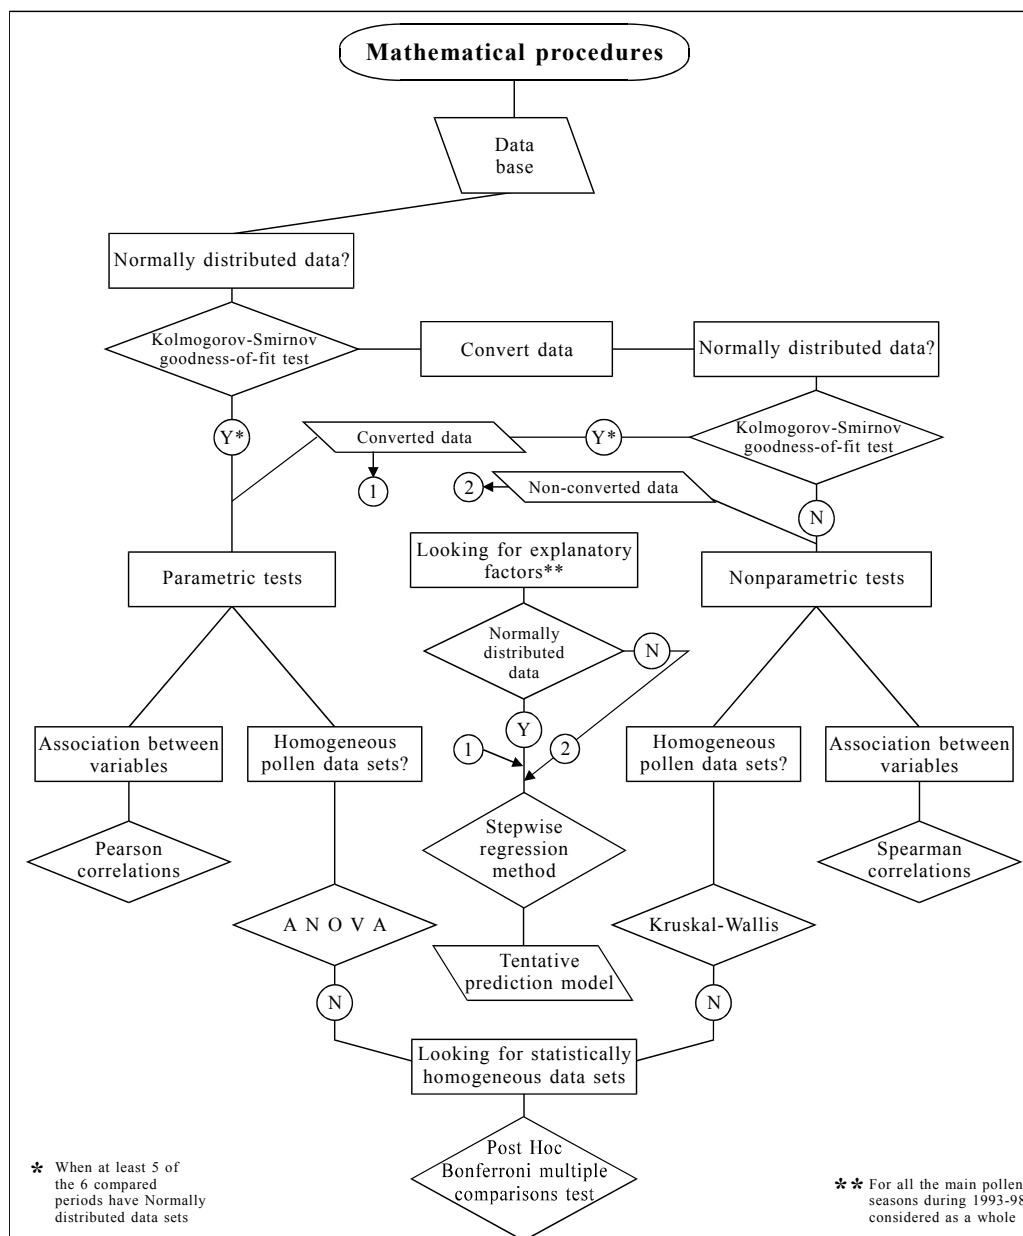 Mathematical procedures
Data
base
Normally distributed data?
Kolmogorov-Smirnov
goodness-of-fit test
Convert data
Normally distributed data?
Kolmogorov-Smirnov
goodness-of-fit test
Y*
Converted data
Y*
1
2
Non-converted data
N
Looking for explanatory
factors**
Parametric tests
Nonparametric tests
Normally
distributed
data
N
Y
1
2
Association between
variables
Homogeneous
pollen data sets?
Homogeneous
pollen data sets?
Association between
variables
Pearson
correlations
Stepwise
regression
method
Spearman
correlations
A N O V A
Kruskal-Wallis
Tentative
prediction model
N
N
Looking for statistically
homogeneous data sets
Post Hoc
Bonferroni multiple
comparisons test
* When at least 5 of
the 6 compared
periods have Normally
distributed data sets
** For all the main pollen
seasons during 1993-98
considered as a whole